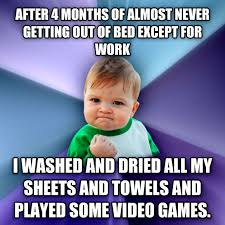 AFTER 4 MONTHS OF ALMOST NEVER
GETTING OUT OF BED EXCEPT FOR
WORK
I WASHED AND DRIED ALL MY
SHEETS AND TOWELS AND
PLAYED SOME VIDEO GAMES.